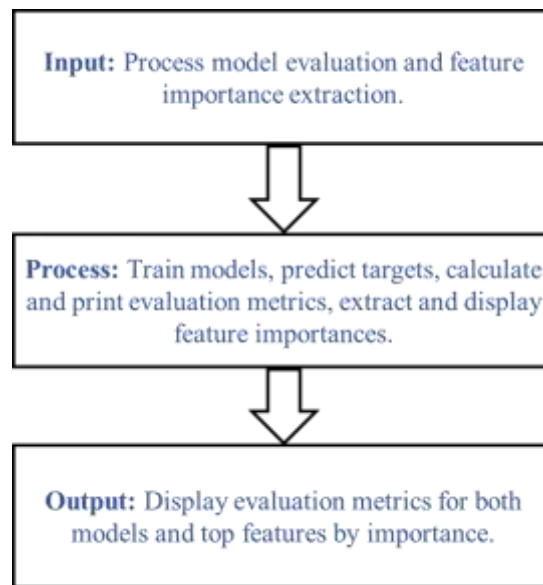 Input: Process model evaluation and feature
importance extraction.
Process: Train models, predict targets, calculate
and print evaluation metrics, extract and display
feature importances.
Output: Display evaluation metrics for both
models and top features by importance.